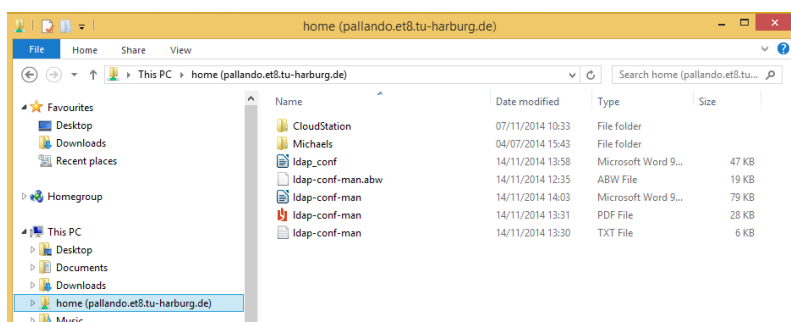 home (pallando.et8.tu-harburg.de)
File Home Share View
This PC home (pallando.et8.tu-harburg.de) Search home (pallando.et8.tu...
Favourites
Desktop
Downloads
Recent places
Homegroup
This PC
Desktop
Documents
Downloads
home (pallando.et8.tu-harburg.de)
Music
Name Date modified Type Size
CloudStation 07/11/2014 10:33 File folder
Michaels 04/07/2014 15:43 File folder
ldap_conf 14/11/2014 13:58 Microsoft Word 9... 47 KB
ldap-conf-man.abw 14/11/2014 12:35 ABW File 19 KB
ldap-conf-man 14/11/2014 14:03 Microsoft Word 9... 79 KB
ldap-conf-man 14/11/2014 13:31 PDF File 28 KB
ldap-conf-man 14/11/2014 13:30 TXT File 6 KB